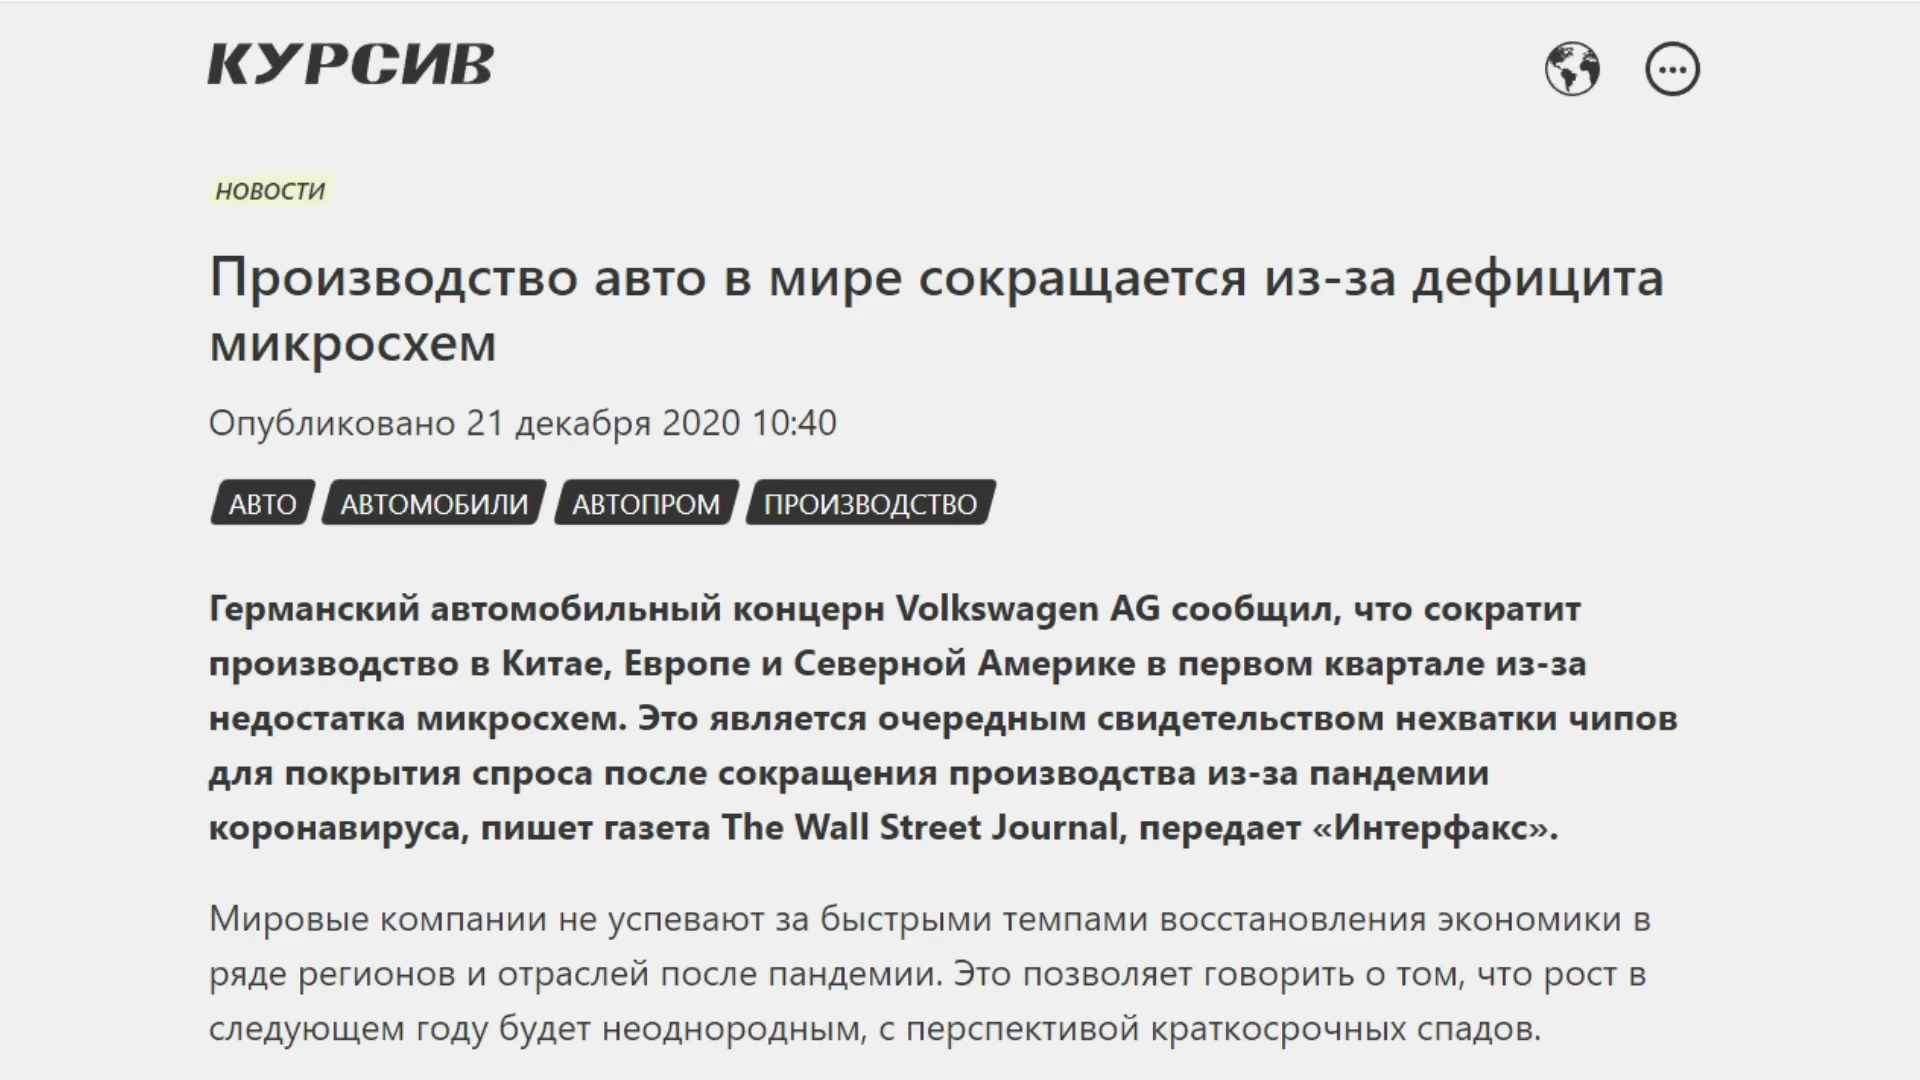 КУРСИВ
НОВОСТИ
Производство авто в мире сокращается из-за дефицита
микросхем
Опубликовано 21 декабря 2020 10:40
АВТО АВТОМОБИЛИ АВТОПРОМ ПРОИЗВОДСТВО
Германский автомобильный концерн Volkswagen AG сообщил, что сократит
производство в Китае, Европе и Северной Америке в первом квартале из-за
недостатка микросхем. Это является очередным свидетельством нехватки чипов
для покрытия спроса после сокращения производства из-за пандемии
коронавируса, пишет газета The Wall Street Journal, передает «Интерфакс».
Мировые компании не успевают за быстрыми темпами восстановления экономики в
ряде регионов и отраслей после пандемии. Это позволяет говорить о том, что рост в
следующем году будет неоднородным, с перспективой краткосрочных спадов.